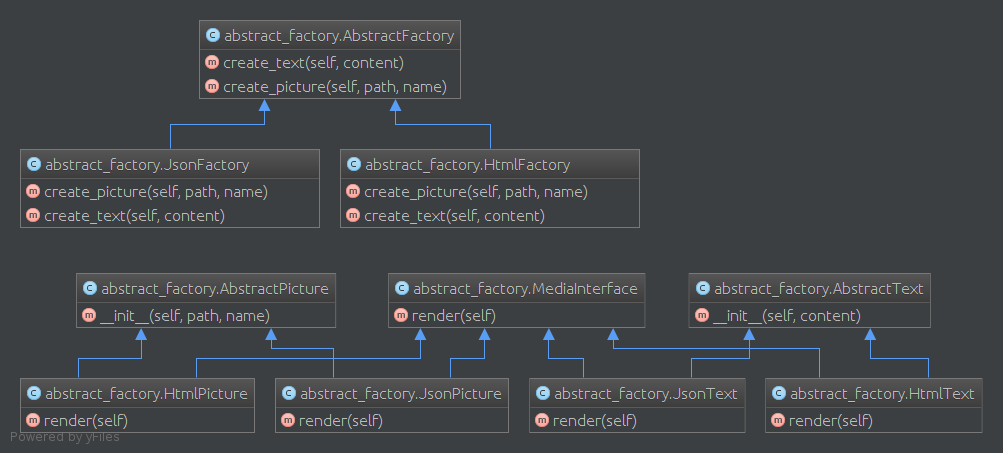 C abstract_factory.AbstractFactory
m create_text(self, content)
m create_picture(self, path, name)
C abstract_factory.JsonFactory
m create_picture(self, path, name)
m create_text(self, content)
C abstract_factory.HtmlFactory
m create_picture(self, path, name)
m create_text(self, content)
C abstract_factory.AbstractPicture
m __init__(self, path, name)
C abstract_factory.MediaInterface
m render(self)
C abstract_factory.AbstractText
m __init__(self, content)
C abstract_factory.HtmlPicture
m render(self)
C abstract_factory.JsonPicture
m render(self)
C abstract_factory.JsonText
m render(self)
C abstract_factory.HtmlText
m render(self)
Powered by yFiles